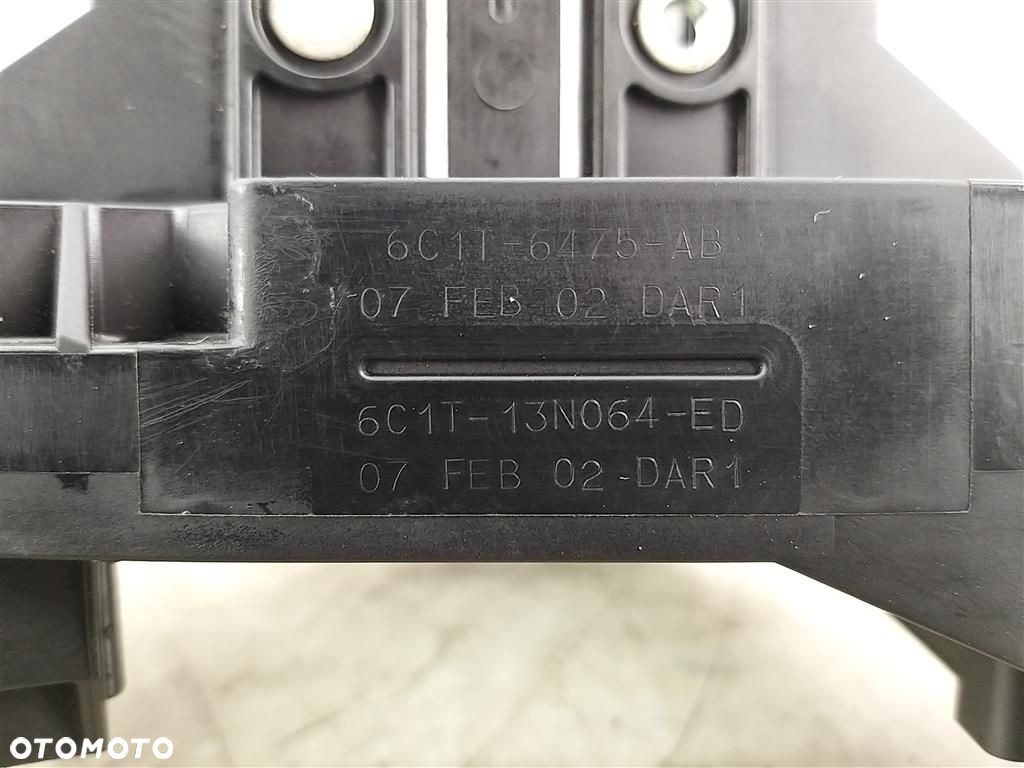 6C1T-6475-AB
07 FEB 02 DAR1
6C1T-13N064-ED
07 FEB 02-DAR1
OTOMOTO